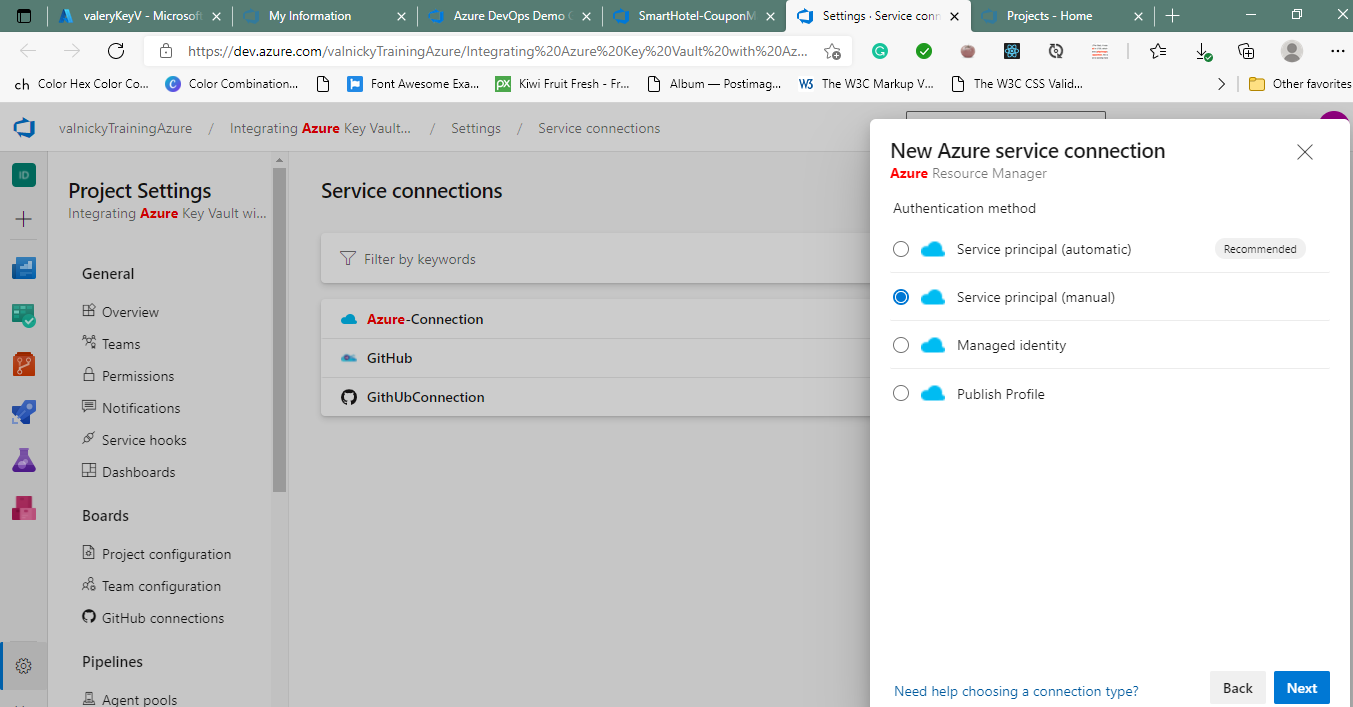 valeryKeyV - Microsoft
My Information
Azure DevOps Demo
SmartHotel-CouponM
Settings · Service conn
Projects - Home
https://dev.azure.com/valnickyTrainingAzure/Integrating%20Azure%20Key%20Vault%20with%20Az...
ch Color Hex Color Co...
C Color Combination...
Font Awesome Exa...
px Kiwi Fruit Fresh - Fr...
Album — Postimag...
W3 The W3C Markup V...
The W3C CSS Valid...
Other favorites
valnickyTrainingAzure / Integrating Azure Key Vault... / Settings / Service connections
ID
Project Settings
Integrating Azure Key Vault wi...
General
Overview
Teams
Permissions
Notifications
Service hooks
Dashboards
Boards
Project configuration
Team configuration
GitHub connections
Pipelines
Agent pools
Service connections
Filter by keywords
Azure-Connection
GitHub
GithUbConnection
New Azure service connection
Azure Resource Manager
Authentication method
Service principal (automatic) Recommended
Service principal (manual)
Managed identity
Publish Profile
Need help choosing a connection type?
Back
Next